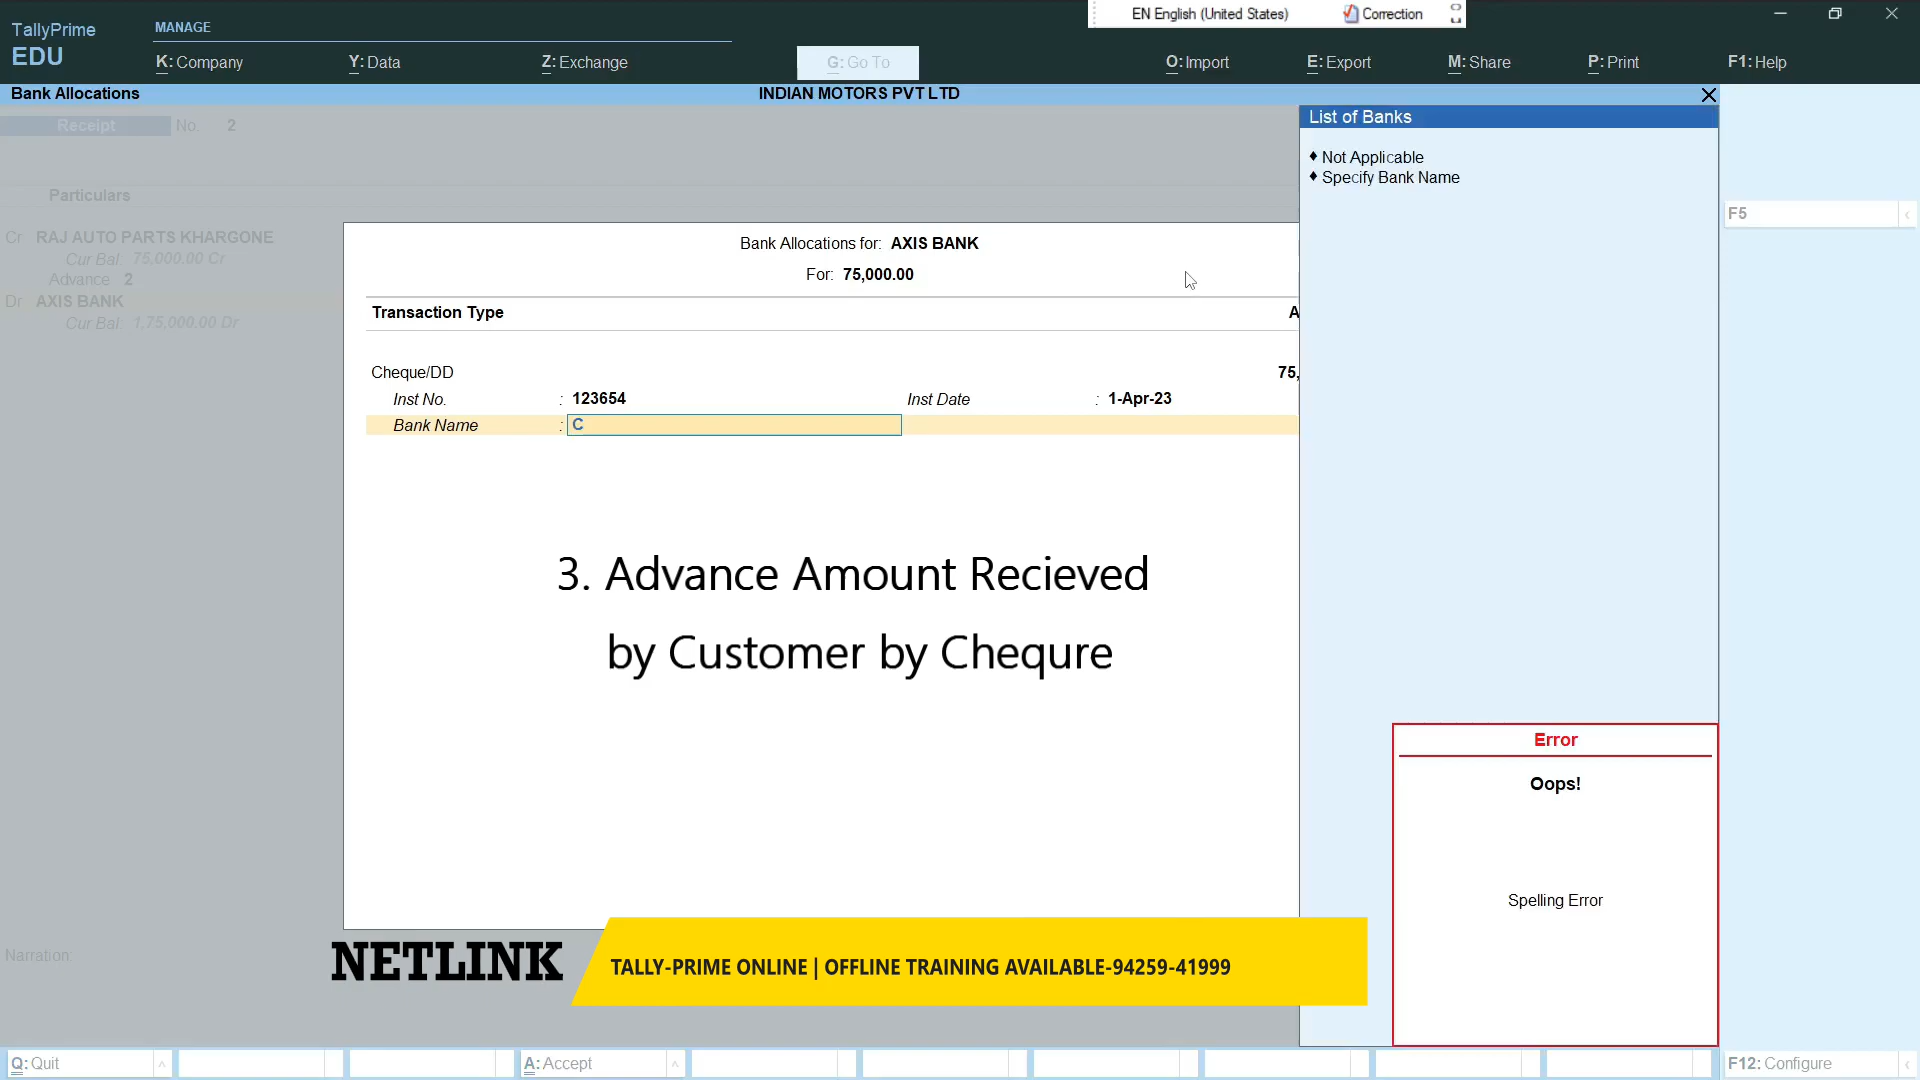 EN English (United States) Correction
TallyPrime
EDU
MANAGE
K: Company Y: Data Z: Exchange G: Go To O: Import E: Export M: Share P: Print F1: Help
Bank Allocations INDIAN MOTORS PVT LTD
List of Banks
Receipt No. 2
Not Applicable
Specify Bank Name
Particulars
F5
Cr RAJ AUTO PARTS KHARGONE
Cur Bal: 75,000.00 Cr
Advance 2
Dr AXIS BANK
Cur Bal: 1,75,000.00 Dr
Bank Allocations for: AXIS BANK
For: 75,000.00
Transaction Type A
Cheque/DD 75,
Inst No. : 123654 Inst Date : 1-Apr-23
Bank Name : C
3. Advance Amount Recieved
by Customer by Chequre
Error
Oops!
Spelling Error
Narration:
NETLINK
TALLY-PRIME ONLINE | OFFLINE TRAINING AVAILABLE-94259-41999
Q: Quit A: Accept F12: Configure